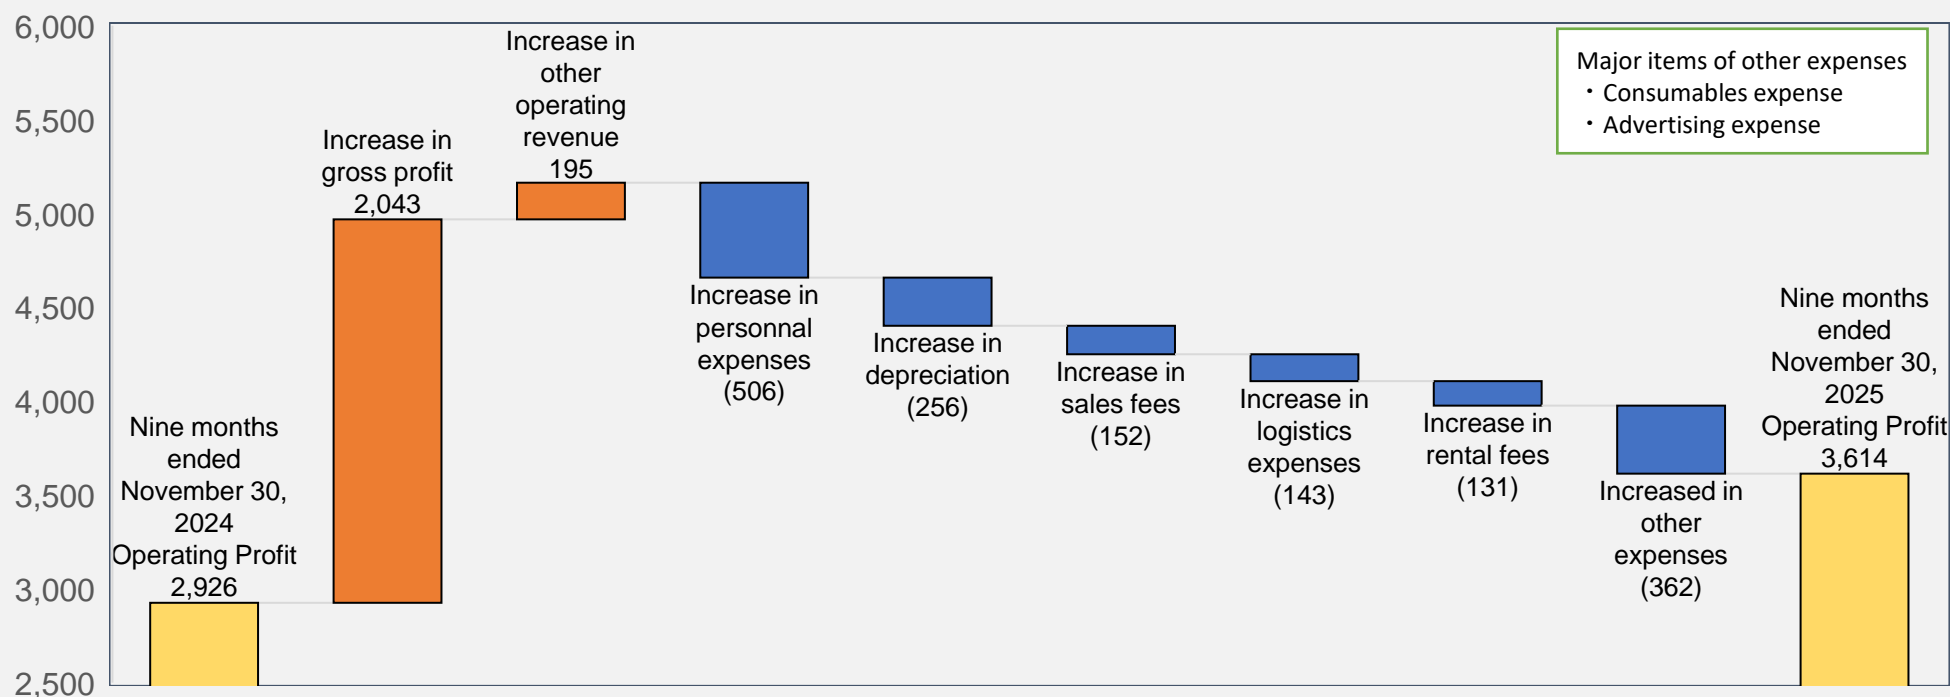 6,000
5,500
5,000
4,500
4,000
3,500
3,000
2,500
Nine months
ended
November 30,
2024
Operating Profit
2,926
Increase in
gross profit
2,043
Increase in
other
operating
revenue
195
Increase in
personnal
expenses
(506)
Increase in
depreciation
(256)
Increase in
sales fees
(152)
Increase in
logistics
expenses
(143)
Increase in
rental fees
(131)
Increased in
other
expenses
(362)
Nine months
ended
November 30,
2025
Operating Profit
3,614
Major items of other expenses
・Consumables expense
・Advertising expense